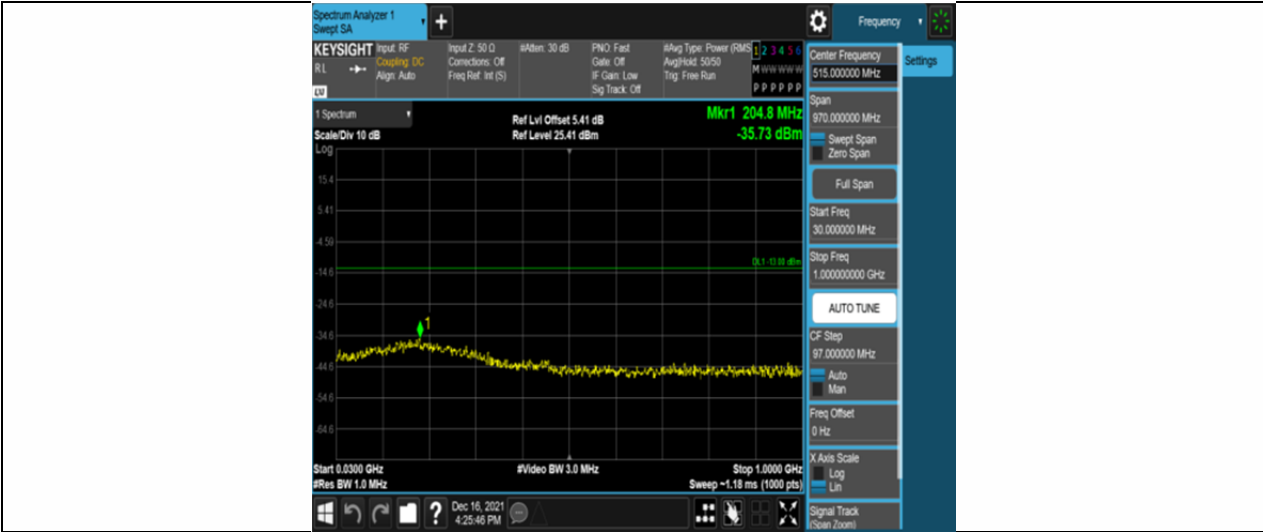 Spectrum Analyzer 1
Swept SA
+
Frequency
KEYSIGHT
RL
LV
Input: RF
Coupling: DC
Align: Auto
Input Z: 50 Ω
Corrections: Off
Freq Ref: Int (S)
#Atten: 30 dB
PNO: Fast
Gate: Off
IF Gain: Low
Sig Track: Off
#Avg Type: Power (RMS
Avg|Hold: 50/50
Trig: Free Run
1 2 3 4 5 6
M W W W W W
P P P P P P
Center Frequency
515.000000 MHz
Settings
Span
970.000000 MHz
Swept Span
Zero Span
Full Span
Start Freq
30.000000 MHz
Stop Freq
1.000000000 GHz
AUTO TUNE
CF Step
97.000000 MHz
Auto
Man
Freq Offset
0 Hz
X Axis Scale
Log
Lin
Signal Track
(Span Zoom)
1 Spectrum
Scale/Div 10 dB
Ref Lvl Offset 5.41 dB
Ref Level 25.41 dBm
Mkr1 204.8 MHz
-35.73 dBm
Log
15.4
5.41
-4.59
-14.6
-24.6
-34.6
-44.6
-54.6
-64.6
DL1 -13.00 dBm
1
Start 0.0300 GHz
#Res BW 1.0 MHz
#Video BW 3.0 MHz
Stop 1.0000 GHz
Sweep ~1.18 ms (1000 pts)
?
Dec 16, 2021
4:25:46 PM